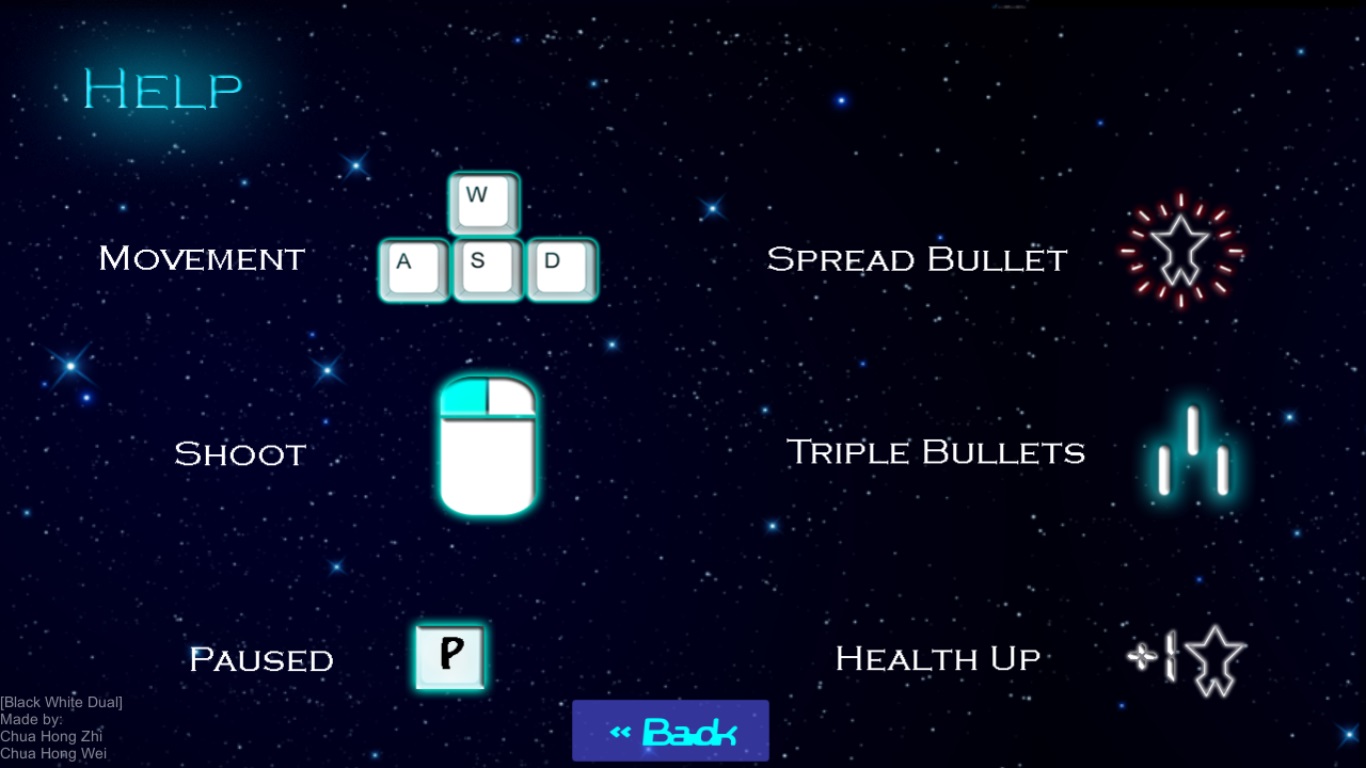 HELP
MOVEMENT
W
A S D
SPREAD BULLET
SHOOT
TRIPLE BULLETS
PAUSED
P
HEALTH UP
+1
[Black White Dual]
Made by:
Chua Hong Zhi
Chua Hong Wei
« Back